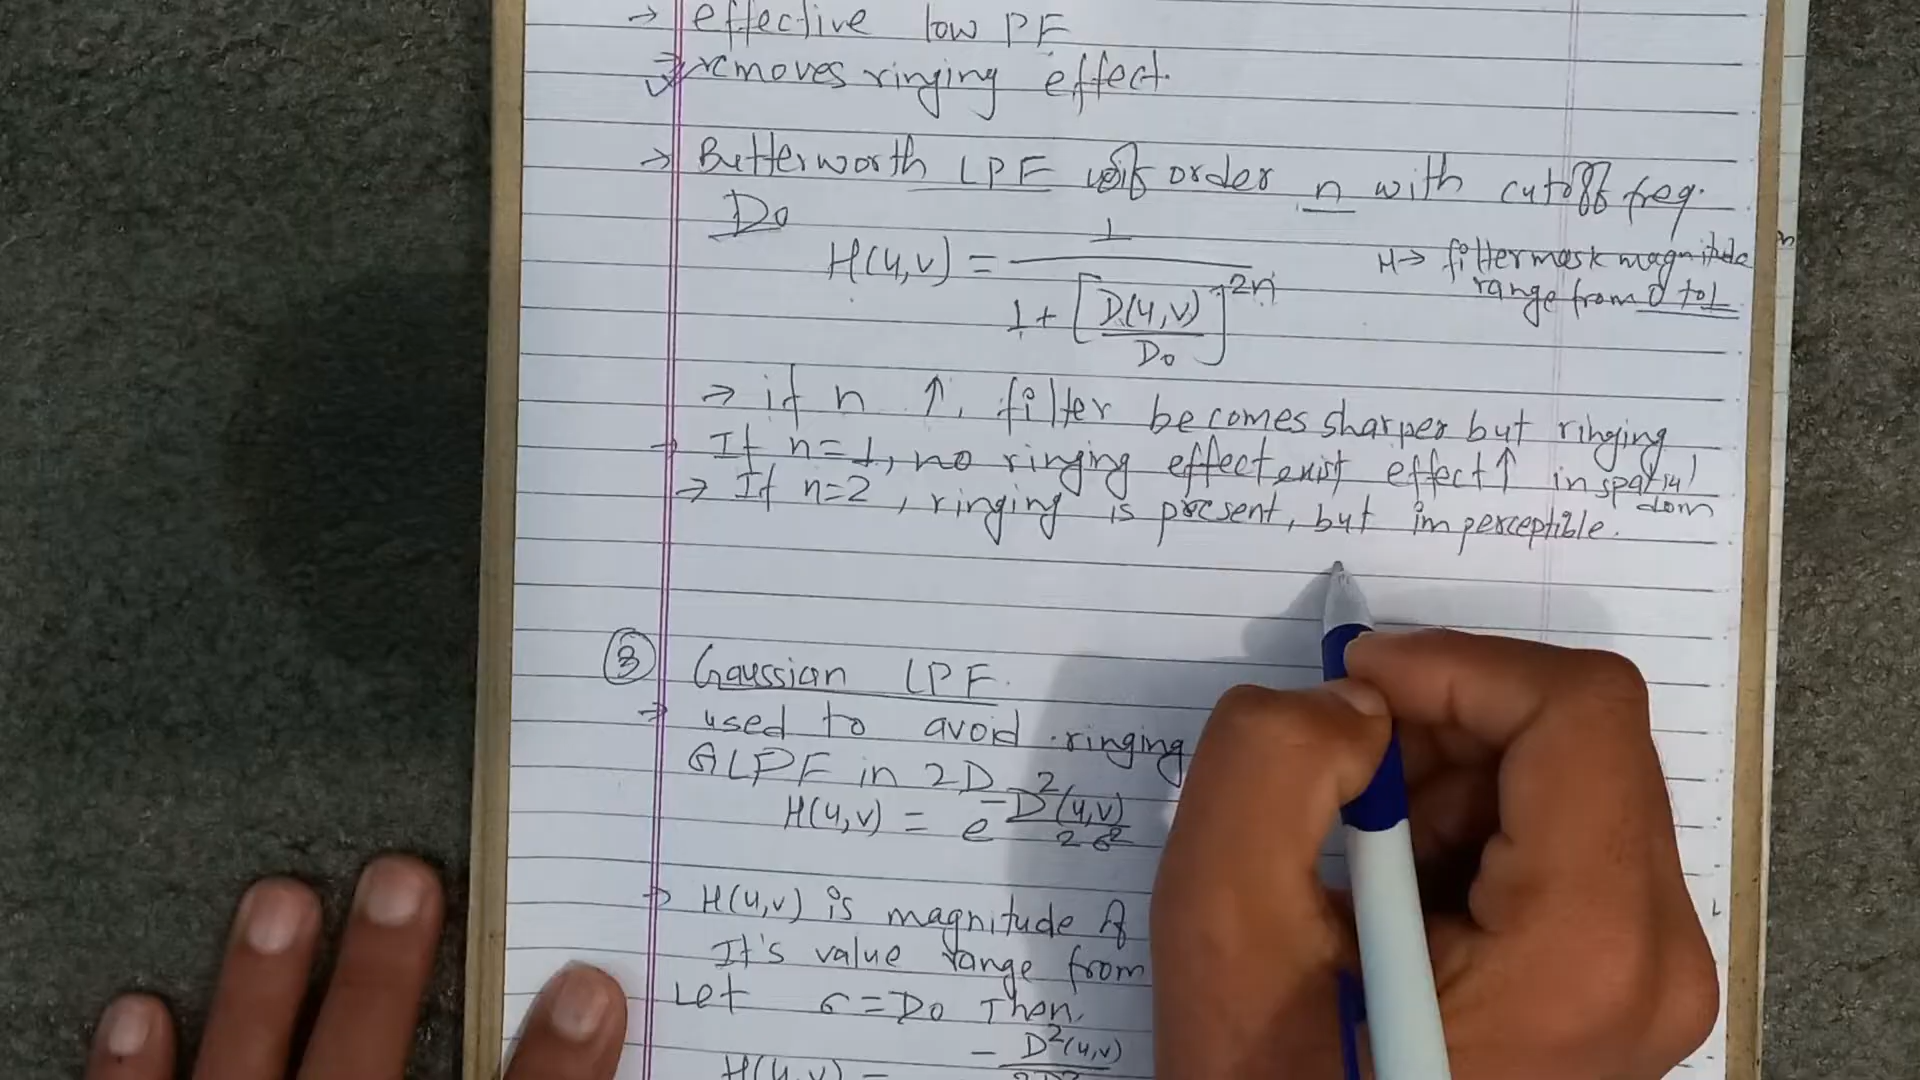 → effective low PF
→ removes ringing effect.
→ Butterworth LPF of order n with cutoff freq.
D₀
H(u,v) = 1 / 1 + [D(u,v) / D₀]^2n
H→ filter mask magnitude
range from 0 to 1
→ if n ↑, filter becomes sharper but ringing
effect ↑ in spatial
dom
→ If n=1, no ringing effect exist
→ If n=2, ringing is present, but imperceptible.
③ Gaussian LPF.
→ used to avoid ringing
GLPF in 2D
H(u,v) = e^-D²(u,v) / 2σ²
→ H(u,v) is magnitude of
It's value range from
Let σ = D₀ Then,
H(u,v) = - D²(u,v)